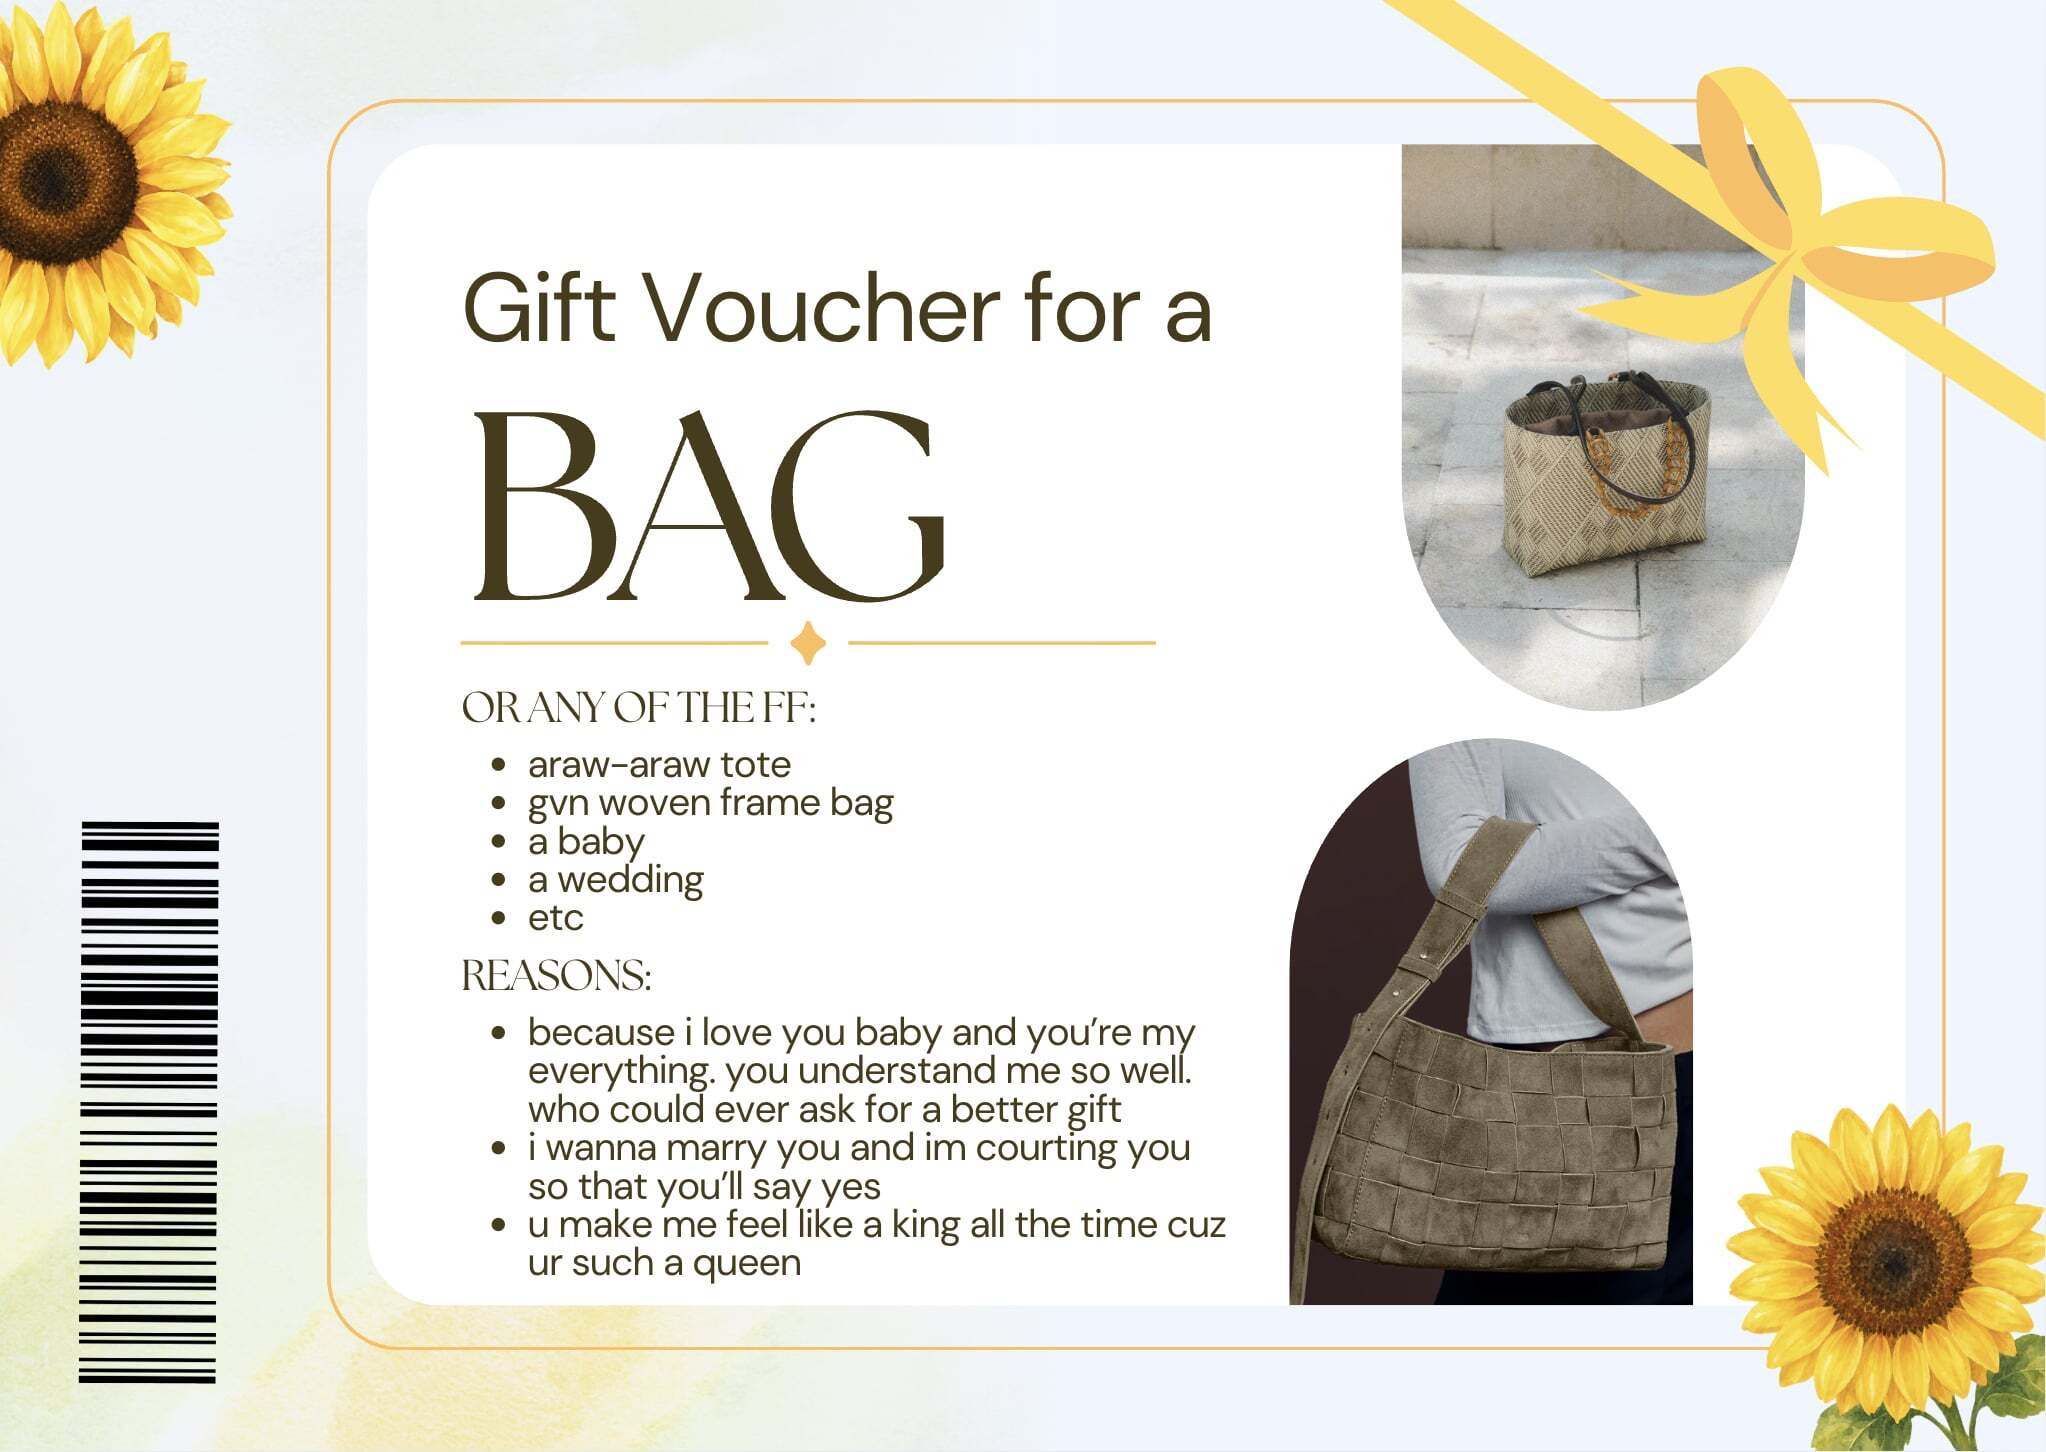 Gift Voucher for a
BAG
OR ANY OF THE FF:
• araw-araw tote
• gvn woven frame bag
• a baby
• a wedding
• etc
REASONS:
• because i love you baby and you’re my
everything. you understand me so well.
who could ever ask for a better gift
• i wanna marry you and im courting you
so that you’ll say yes
• u make me feel like a king all the time cuz
ur such a queen